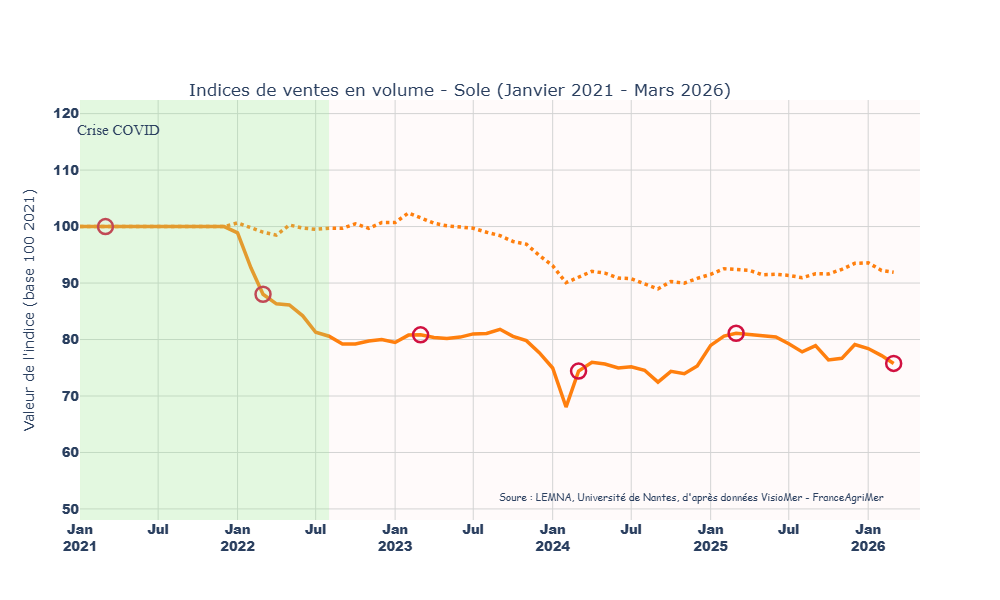 Indices de ventes en volume - Sole (Janvier 2021 - Mars 2026)
Valeur de l'indice (base 100 2021)
120
110
100
90
80
70
60
50
Crise COVID
Soure : LEMNA, Université de Nantes, d'après données VisioMer - FranceAgriMer
Jan Jul Jan Jul Jan Jul Jan Jul Jan Jul Jan
2021 2022 2023 2024 2025 2026